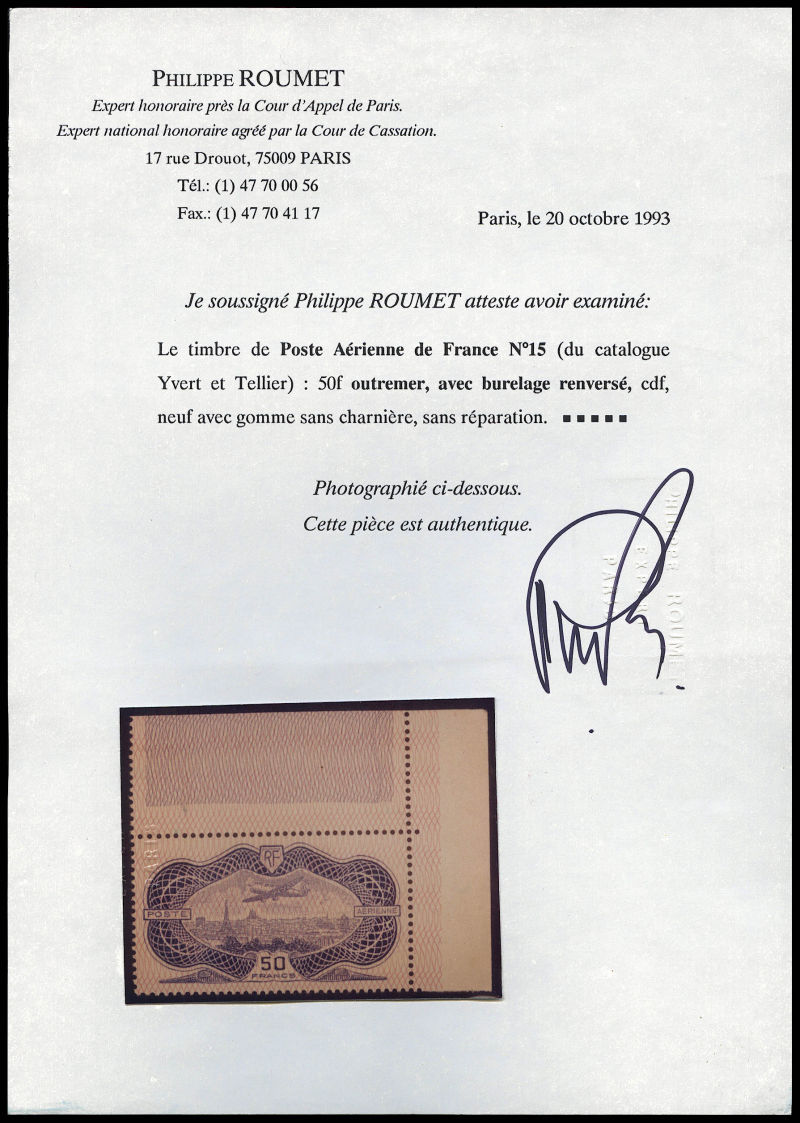 PHILIPPE ROUMET
Expert honoraire près la Cour d'Appel de Paris.
Expert national honoraire agréé par la Cour de Cassation.
17 rue Drouot, 75009 PARIS
Tél.: (1) 47 70 00 56
Fax.: (1) 47 70 41 17
Paris, le 20 octobre 1993
Je soussigné Philippe ROUMET atteste avoir examiné:
Le timbre de Poste Aérienne de France N°15 (du catalogue
Yvert et Tellier) : 50f outremer, avec burelage renversé, cdf,
neuf avec gomme sans charnière, sans réparation.
Photographié ci-dessous.
Cette pièce est authentique.
PHILIPPE ROUMET
EXPERT
PARIS
PARIS
RF
POSTE
AÉRIENNE
50
FRANCS